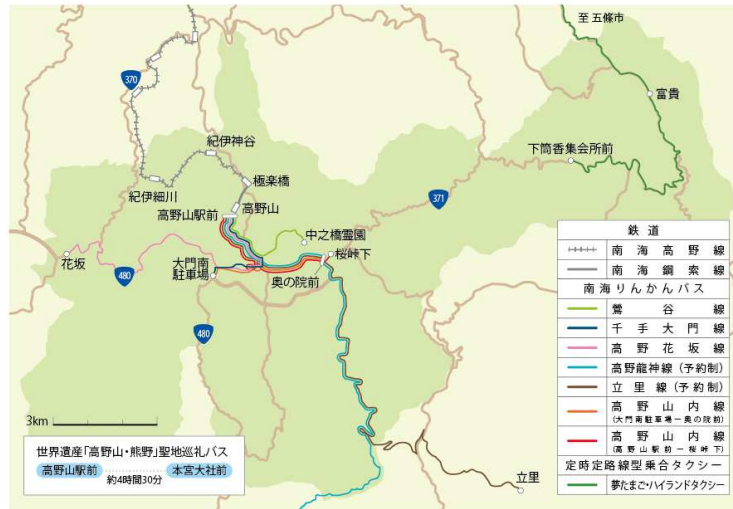 至 五條市
370
富貴
紀伊神谷
下筒香集会所前
極楽橋
紀伊細川
371
高野山
高野山駅前
中之橋霊園
桜峠下
花坂
大門南
駐車場
奥の院前
480
480
3km
世界遺産「高野山・熊野」聖地巡礼バス
高野山駅前 本宮大社前
約4時間30分
立里
鉄道
南海高野線
南海鋼索線
南海りんかんバス
鶯谷線
千手大門線
高野花坂線
高野龍神線(予約制)
立里線(予約制)
高野山内線
(大門南駐車場ー奥の院前)
高野山内線
(高野山駅前ー桜峠下)
定時定路線型乗合タクシー
夢たまご・ハイランドタクシー